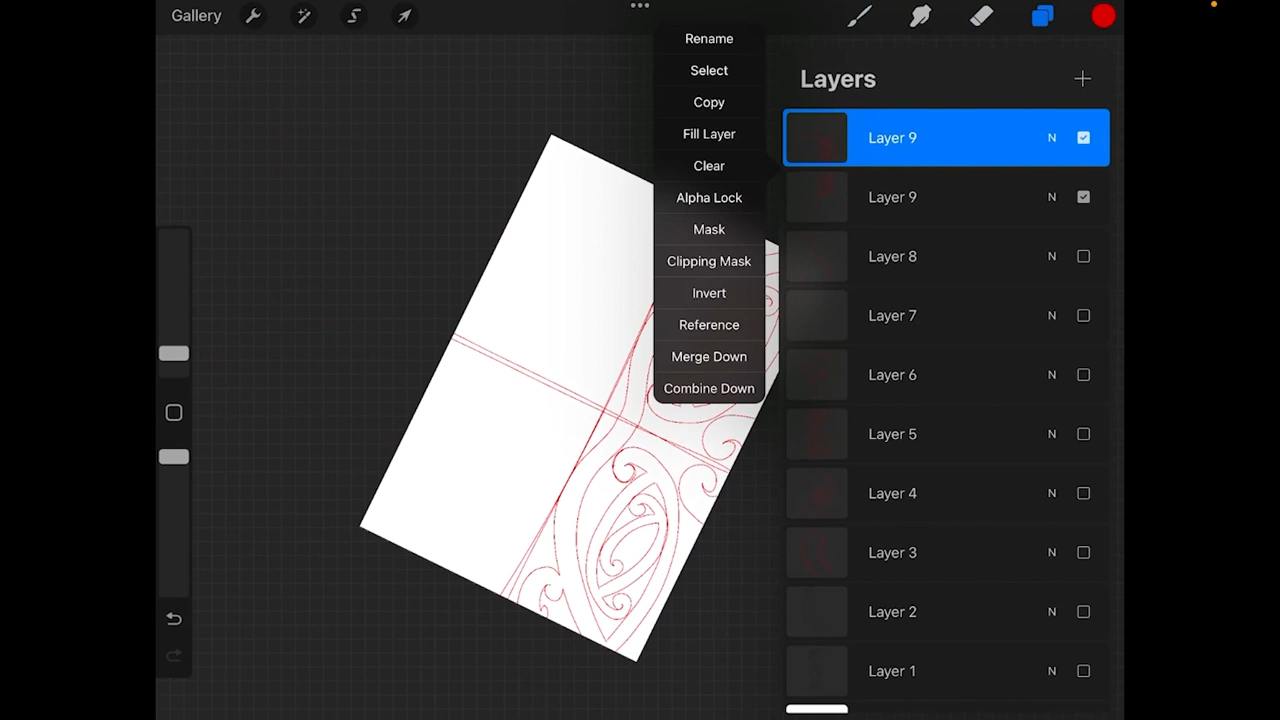 Gallery
Rename
Select
Copy
Fill Layer
Clear
Alpha Lock
Mask
Clipping Mask
Invert
Reference
Merge Down
Combine Down
Layers
Layer 9 N
Layer 9 N
Layer 8 N
Layer 7 N
Layer 6 N
Layer 5 N
Layer 4 N
Layer 3 N
Layer 2 N
Layer 1 N